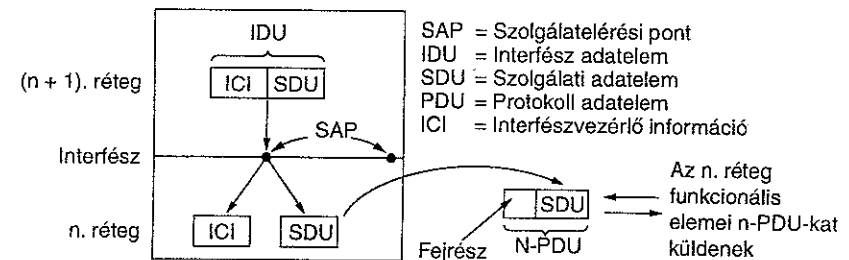 IDU
ICI SDU
(n + 1). réteg
SAP
Interfész
n. réteg
ICI
SDU
SAP = Szolgálatelérési pont
IDU = Interfész adatelem
SDU = Szolgálati adatelem
PDU = Protokoll adatelem
ICI = Interfészvezérlő információ
SDU
Fejrész
N-PDU
Az n. réteg
funkcionális
elemei n-PDU-kat
küldenek